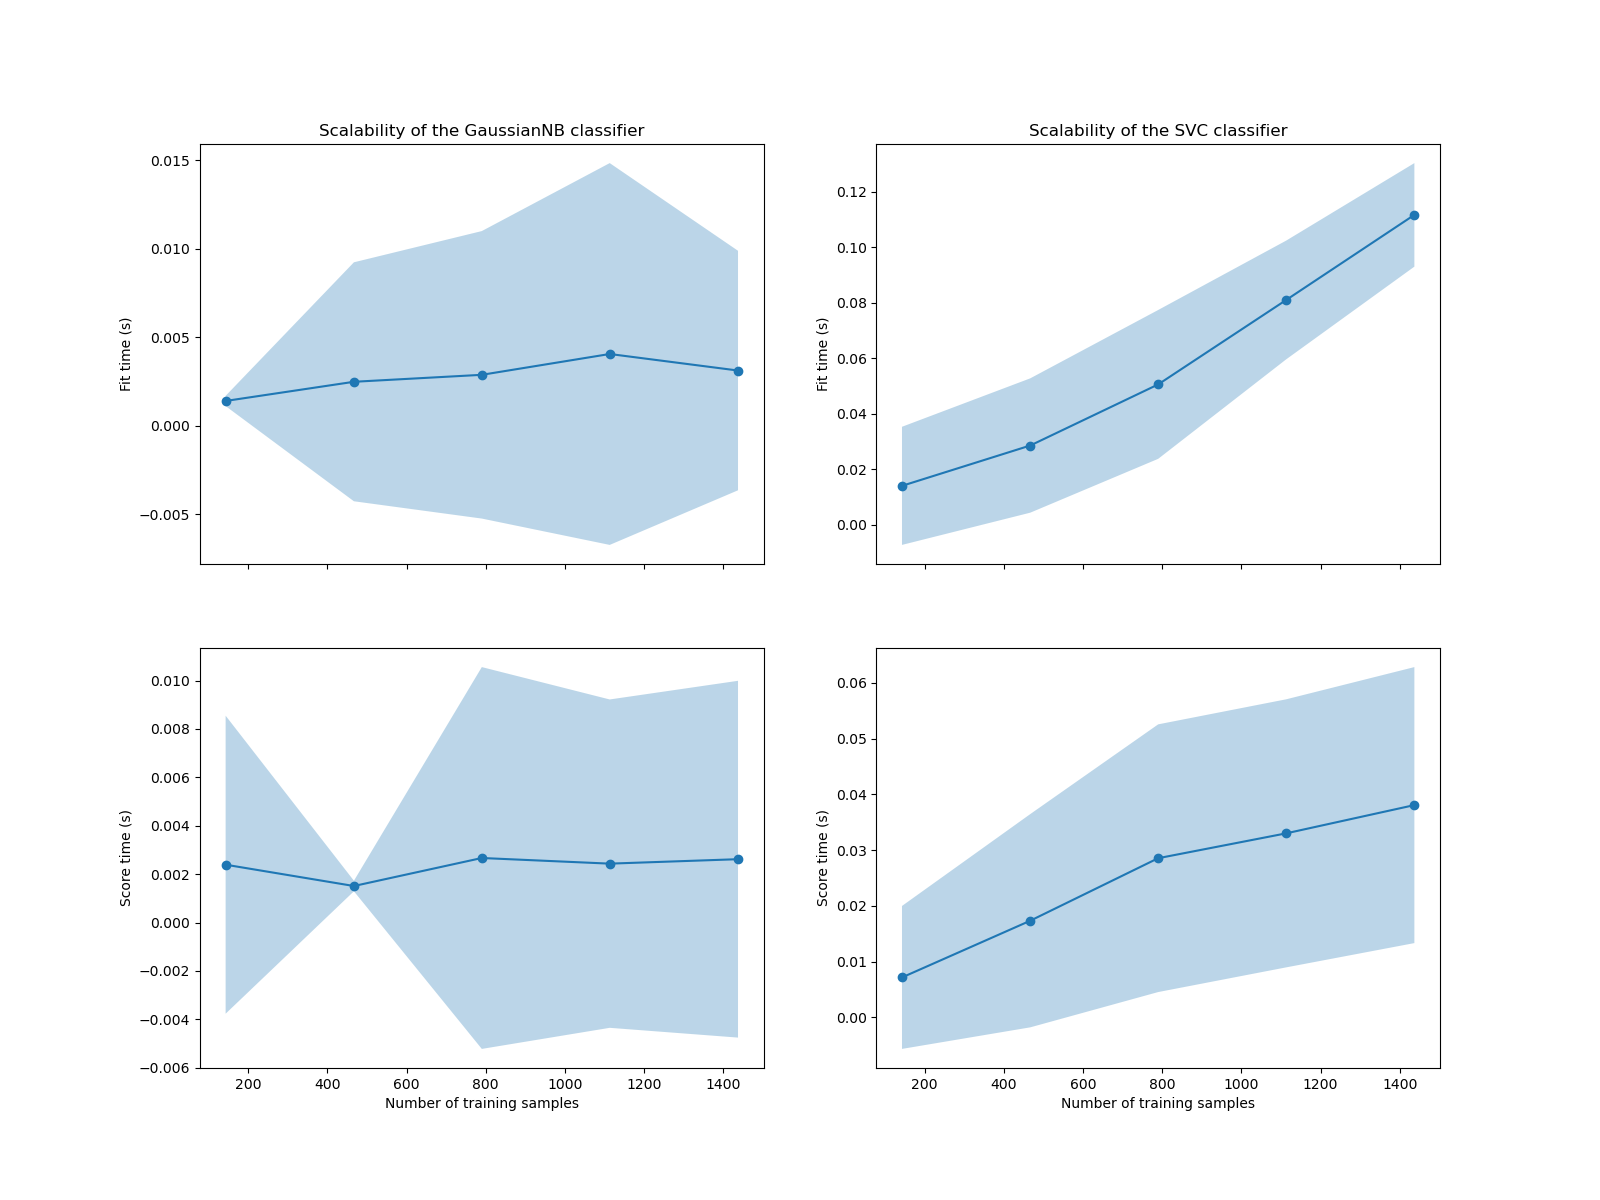 Scalability of the GaussianNB classifier
0.015
0.010
0.005
0.000
−0.005
Fit time (s)
Scalability of the SVC classifier
0.12
0.10
0.08
0.06
0.04
0.02
0.00
Fit time (s)
0.010
0.008
0.006
0.004
0.002
0.000
−0.002
−0.004
−0.006
Score time (s)
200 400 600 800 1000 1200 1400
Number of training samples
0.06
0.05
0.04
0.03
0.02
0.01
0.00
Score time (s)
200 400 600 800 1000 1200 1400
Number of training samples